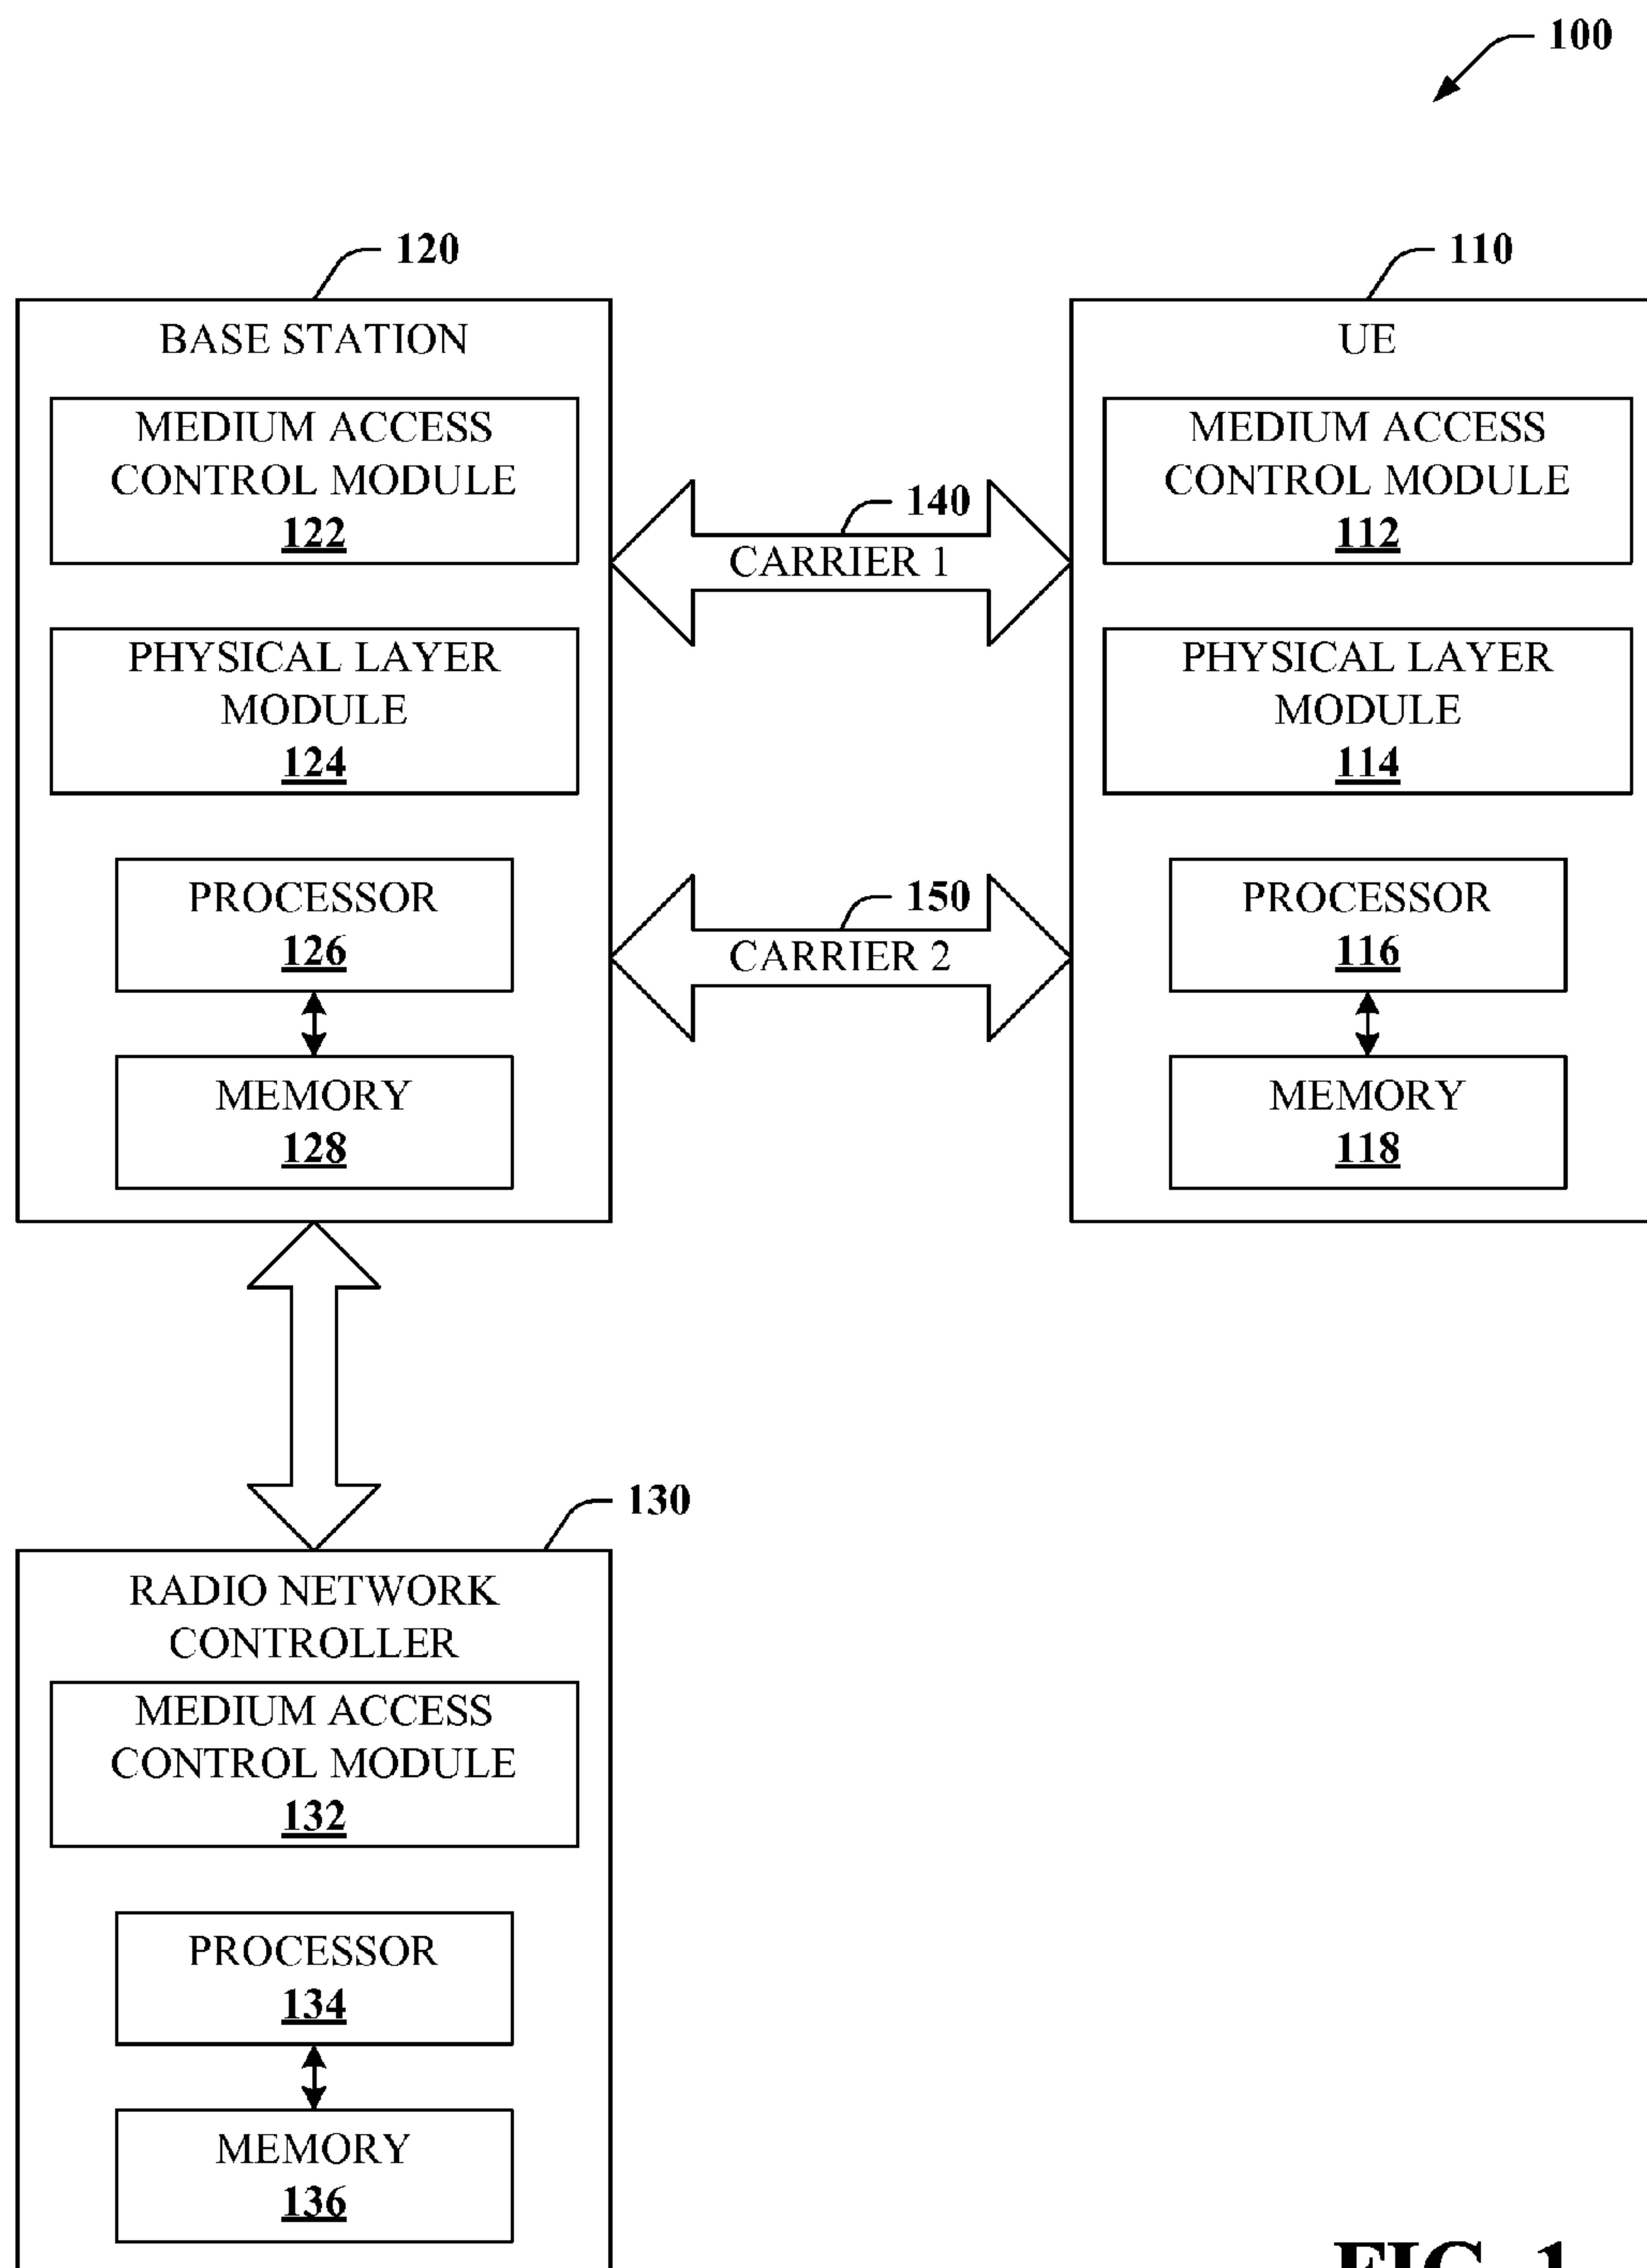 100
120
BASE STATION
MEDIUM ACCESS
CONTROL MODULE
122
PHYSICAL LAYER
MODULE
124
PROCESSOR
126
MEMORY
128
140
CARRIER 1
150
CARRIER 2
110
UE
MEDIUM ACCESS
CONTROL MODULE
112
PHYSICAL LAYER
MODULE
114
PROCESSOR
116
MEMORY
118
130
RADIO NETWORK
CONTROLLER
MEDIUM ACCESS
CONTROL MODULE
132
PROCESSOR
134
MEMORY
136
FIG. 1